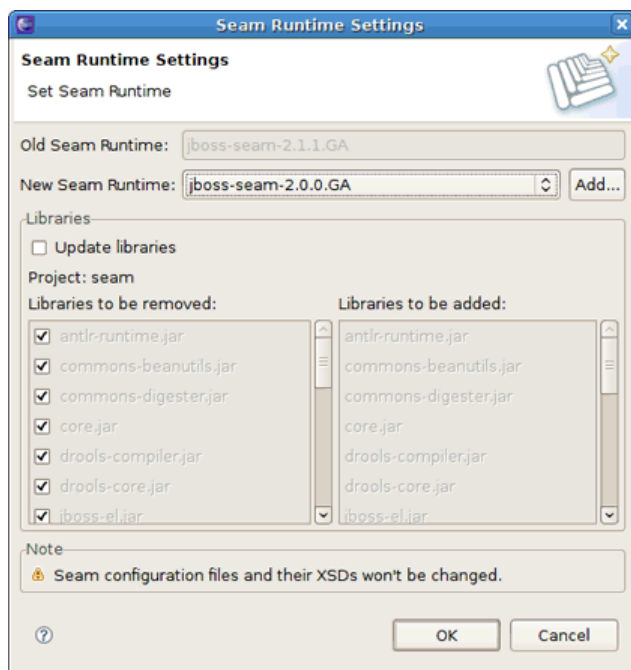 Seam Runtime Settings
Seam Runtime Settings
Set Seam Runtime
Old Seam Runtime: jboss-seam-2.1.1.GA
New Seam Runtime: jboss-seam-2.0.0.GA Add...
Libraries
Update libraries
Project: seam
Libraries to be removed: Libraries to be added:
antlr-runtime.jar antlr-runtime.jar
commons-beanutils.jar commons-beanutils.jar
commons-digester.jar commons-digester.jar
core.jar core.jar
drools-compiler.jar drools-compiler.jar
drools-core.jar drools-core.jar
jboss-el.jar jboss-el.jar
Note
Seam configuration files and their XSDs won't be changed.
? OK Cancel